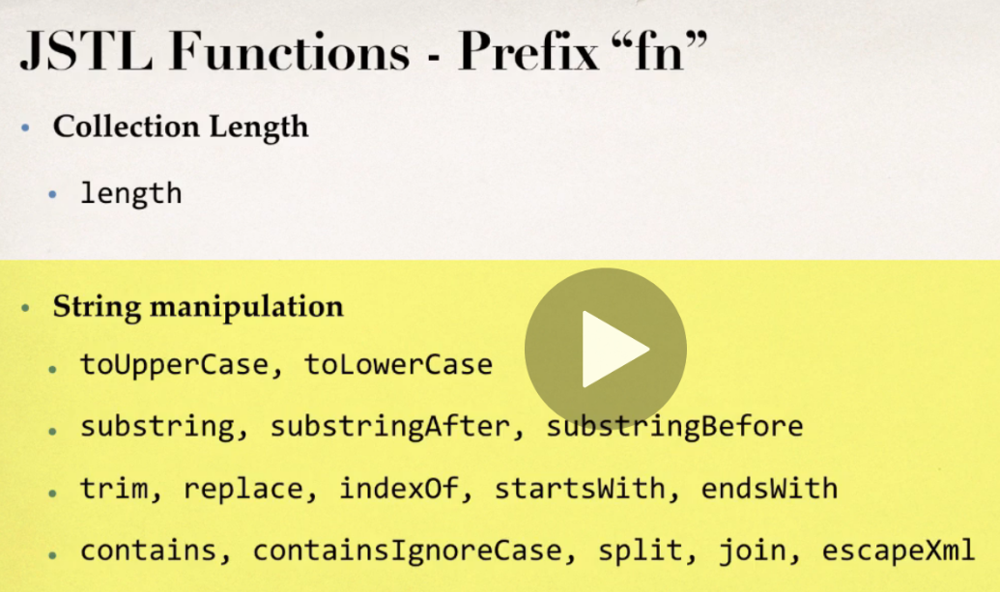 JSTL Functions - Prefix “fn”
Collection Length
length
String manipulation
toUpperCase, toLowerCase
substring, substringAfter, substringBefore
trim, replace, indexOf, startsWith, endsWith
contains, containsIgnoreCase, split, join, escapeXml